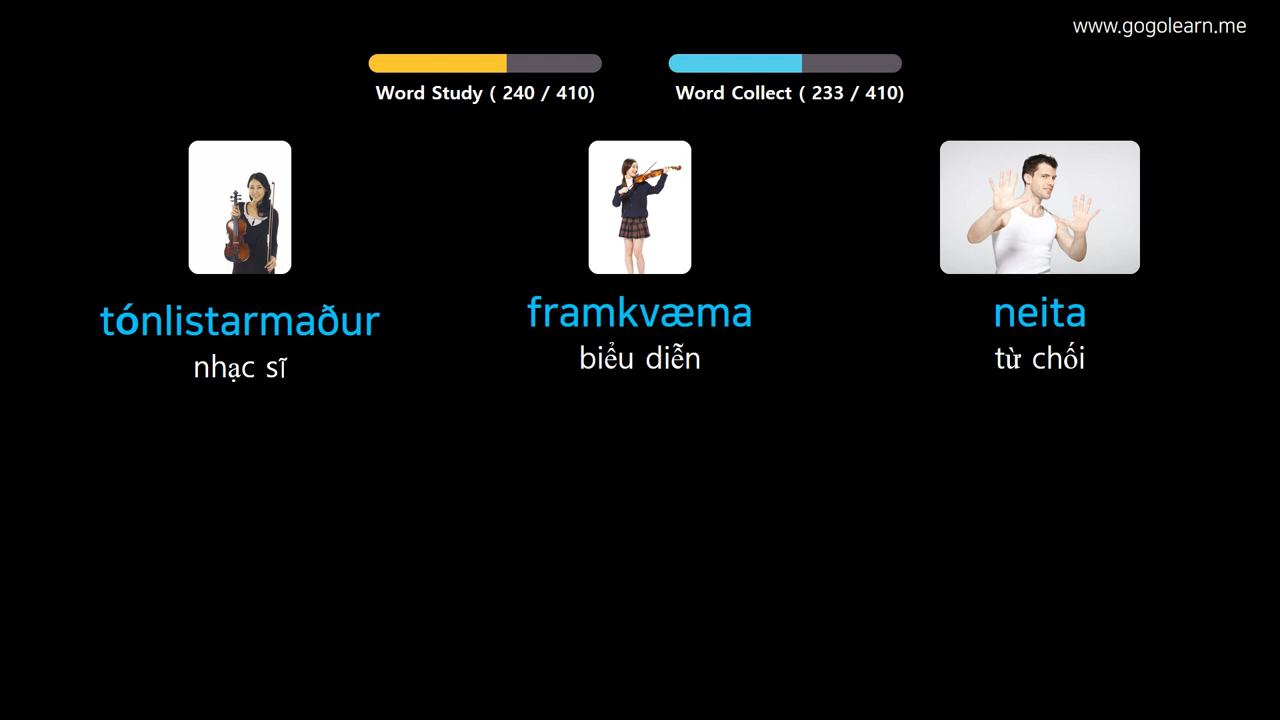 www.gogolearn.me
Word Study ( 240 / 410)
Word Collect ( 233 / 410)
tónlistarmaður
nhạc sĩ
framkvæma
biểu diễn
neita
từ chối